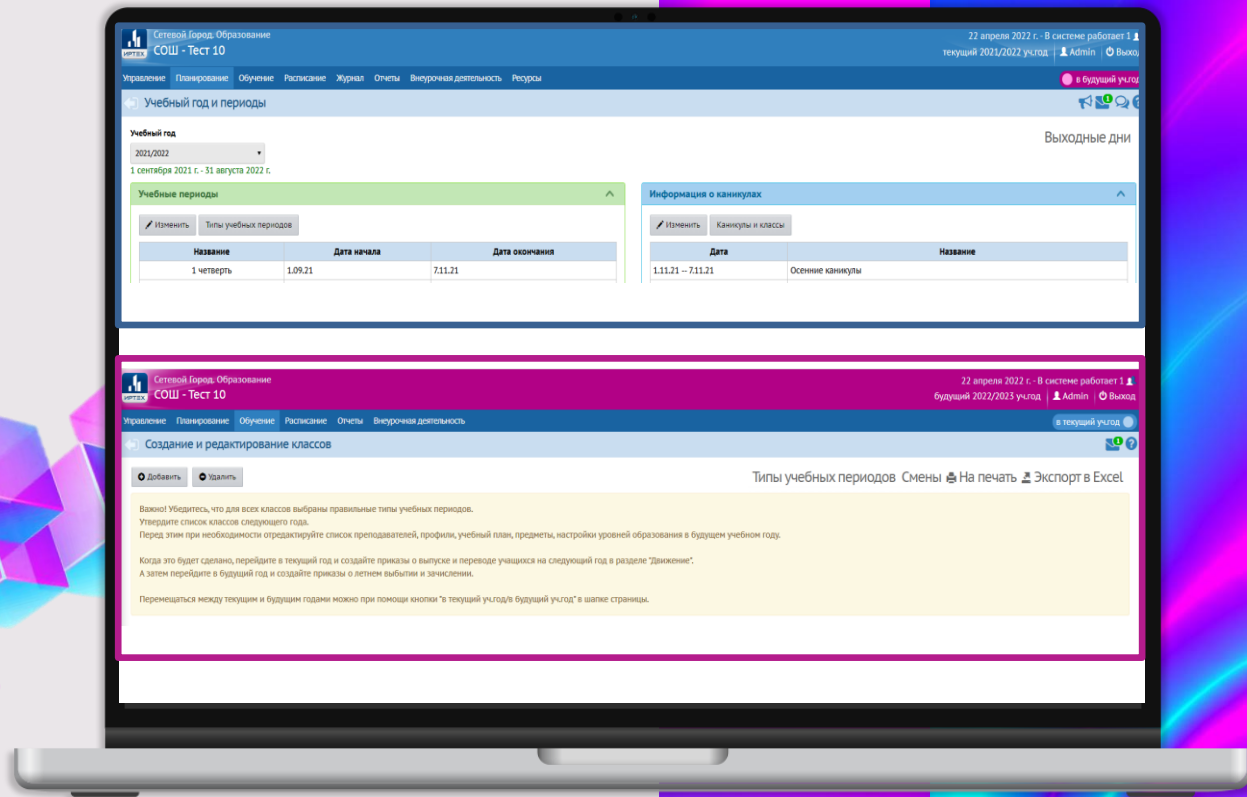 Сетевой Город. Образование
СОШ - Тест 10
ИРТЕХ
22 апреля 2022 г. - В системе работает 1
текущий 2021/2022 уч.год Admin Выход
Управление Планирование Обучение Расписание Журнал Отчеты Внеурочная деятельность Ресурсы
в будущий уч.год
Учебный год и периоды
1
Учебный год
Выходные дни
2021/2022
1 сентября 2021 г. - 31 августа 2022 г.
Учебные периоды
Информация о каникулах
Изменить Типы учебных периодов
Изменить Каникулы и классы
Название Дата начала Дата окончания
Дата Название
1 четверть 1.09.21 7.11.21
1.11.21 -- 7.11.21 Осенние каникулы
Сетевой Город. Образование
СОШ - Тест 10
ИРТЕХ
22 апреля 2022 г. - В системе работает 1
будущий 2022/2023 уч.год Admin Выход
Управление Планирование Обучение Расписание Отчеты Внеурочная деятельность
в текущий уч.год
Создание и редактирование классов
1 ?
Добавить Удалить
Типы учебных периодов Смены На печать Экспорт в Excel
Важно! Убедитесь, что для всех классов выбраны правильные типы учебных периодов.
Утвердите список классов следующего года.
Перед этим при необходимости отредактируйте список преподавателей, профили, учебный план, предметы, настройки уровней образования в будущем учебном году.
Когда это будет сделано, перейдите в текущий год и создайте приказы о выпуске и переводе учащихся на следующий год в разделе "Движение".
А затем перейдите в будущий год и создайте приказы о летнем выбытии и зачислении.
Перемещаться между текущим и будущим годами можно при помощи кнопки "в текущий уч.год/в будущий уч.год" в шапке страницы.